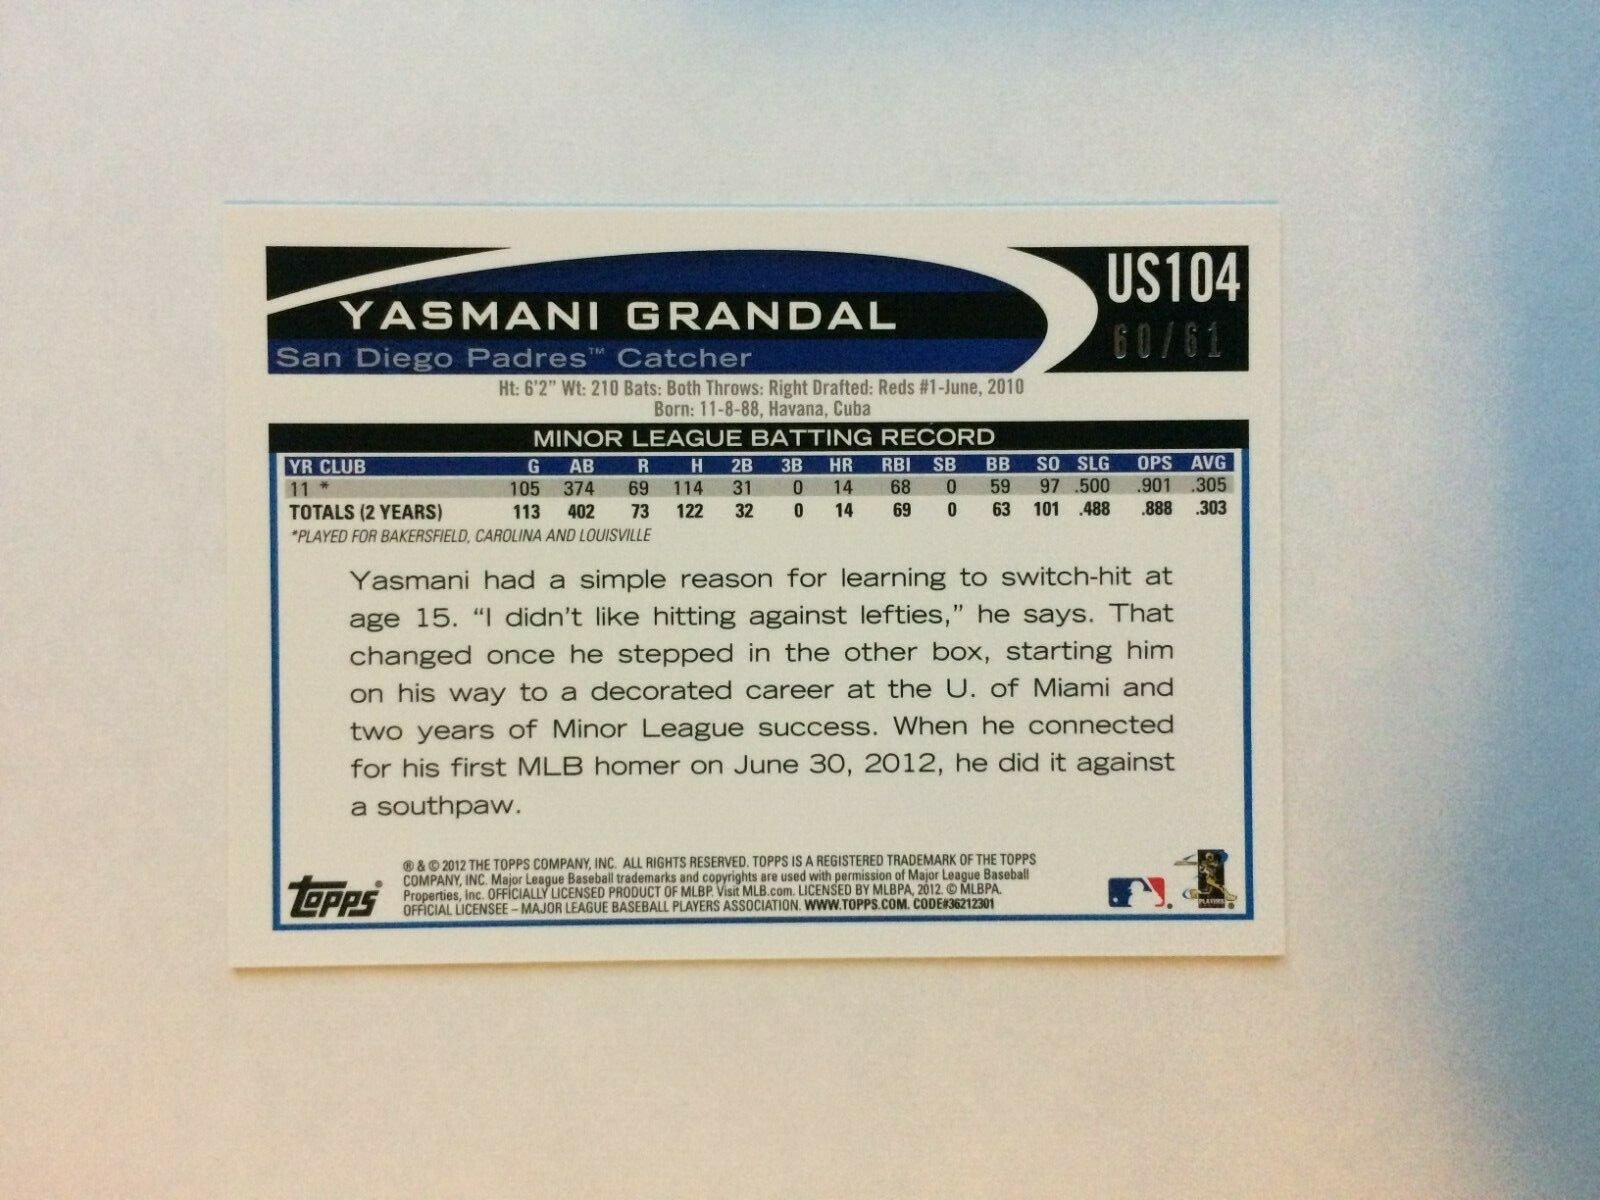 US104
60/61
YASMANI GRANDAL
San Diego Padres™ Catcher
Ht: 6'2" Wt: 210 Bats: Both Throws: Right Drafted: Reds #1-June, 2010
Born: 11-8-88, Havana, Cuba
MINOR LEAGUE BATTING RECORD
YR CLUB G AB R H 2B 3B HR RBI SB BB SO SLG OPS AVG
11 * 105 374 69 114 31 0 14 68 0 59 97 .500 .901 .305
TOTALS (2 YEARS) 113 402 73 122 32 0 14 69 0 63 101 .488 .888 .303
*PLAYED FOR BAKERSFIELD, CAROLINA AND LOUISVILLE
Yasmani had a simple reason for learning to switch-hit at
age 15. “I didn't like hitting against lefties,” he says. That
changed once he stepped in the other box, starting him
on his way to a decorated career at the U. of Miami and
two years of Minor League success. When he connected
for his first MLB homer on June 30, 2012, he did it against
a southpaw.
topps®
® & © 2012 THE TOPPS COMPANY, INC. ALL RIGHTS RESERVED. TOPPS IS A REGISTERED TRADEMARK OF THE TOPPS
COMPANY, INC. Major League Baseball trademarks and copyrights are used with permission of Major League Baseball
Properties, Inc. OFFICIALLY LICENSED PRODUCT OF MLBP. Visit MLB.com. LICENSED BY MLBPA, 2012. © MLBPA.
OFFICIAL LICENSEE – MAJOR LEAGUE BASEBALL PLAYERS ASSOCIATION. WWW.TOPPS.COM. CODE#36212301
PLAYERS